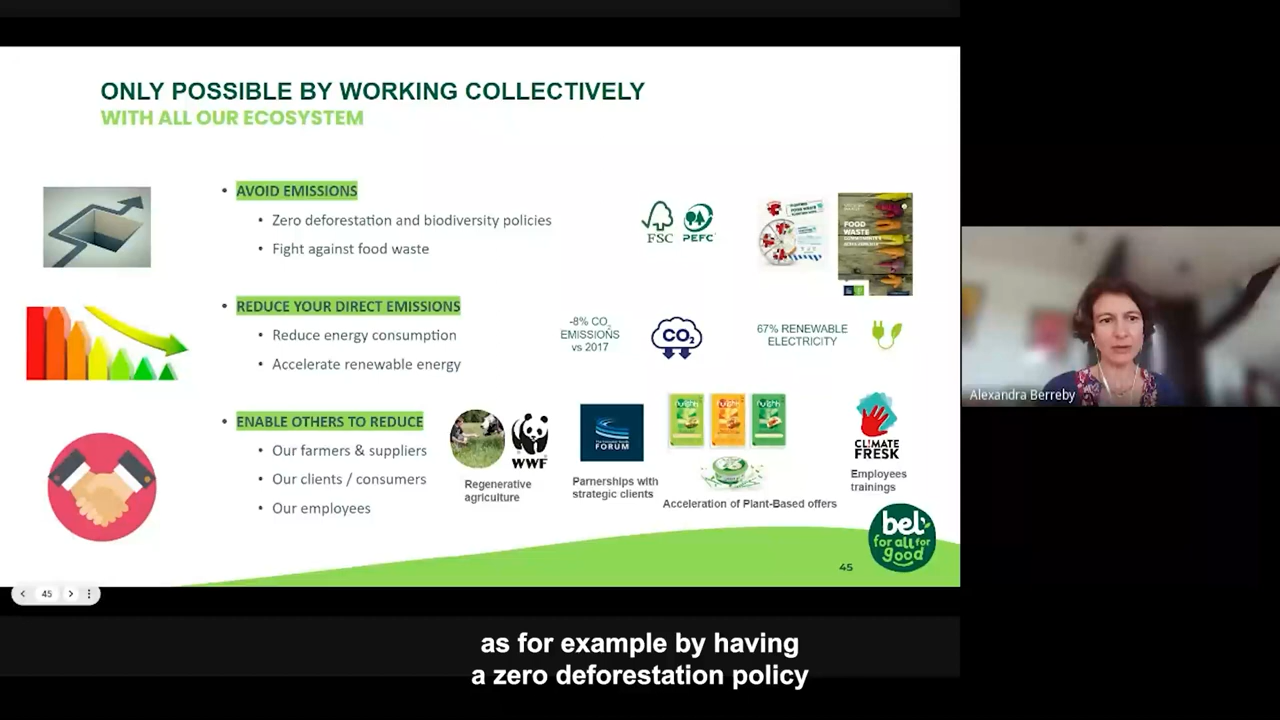 ONLY POSSIBLE BY WORKING COLLECTIVELY
WITH ALL OUR ECOSYSTEM
• AVOID EMISSIONS
• Zero deforestation and biodiversity policies
• Fight against food waste
FSC
PEFC
FOOD
WASTE
• REDUCE YOUR DIRECT EMISSIONS
• Reduce energy consumption
• Accelerate renewable energy
-8% CO2
EMISSIONS
vs 2017
CO2
67% RENEWABLE
ELECTRICITY
• ENABLE OTHERS TO REDUCE
• Our farmers & suppliers
• Our clients / consumers
• Our employees
WWF
Regenerative
agriculture
FORUM
Parnerships with
strategic clients
Acceleration of Plant-Based offers
CLIMATE
FRESK
Employees
trainings
bel
for all for
good
45
45
Alexandra Berreby
as for example by having
a zero deforestation policy